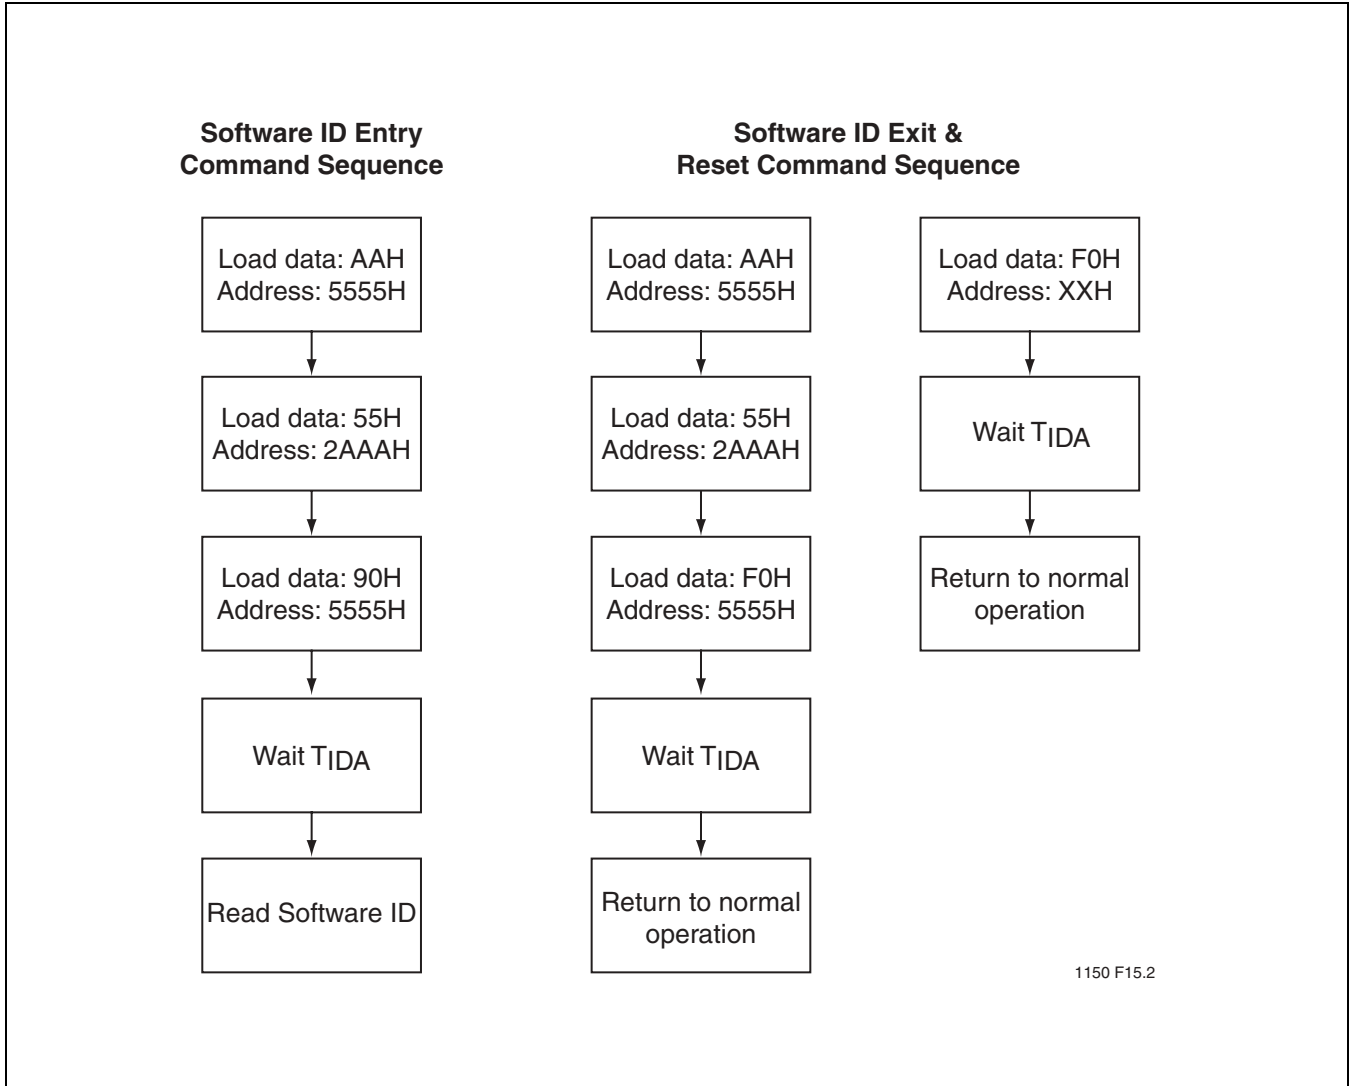 Software ID Entry
Command Sequence
Load data: AAH
Address: 5555H
Load data: 55H
Address: 2AAAH
Load data: 90H
Address: 5555H
Wait TIDA
Read Software ID
Software ID Exit &
Reset Command Sequence
Load data: AAH
Address: 5555H
Load data: 55H
Address: 2AAAH
Load data: F0H
Address: 5555H
Wait TIDA
Return to normal
operation
Load data: F0H
Address: XXH
Wait TIDA
Return to normal
operation
1150 F15.2